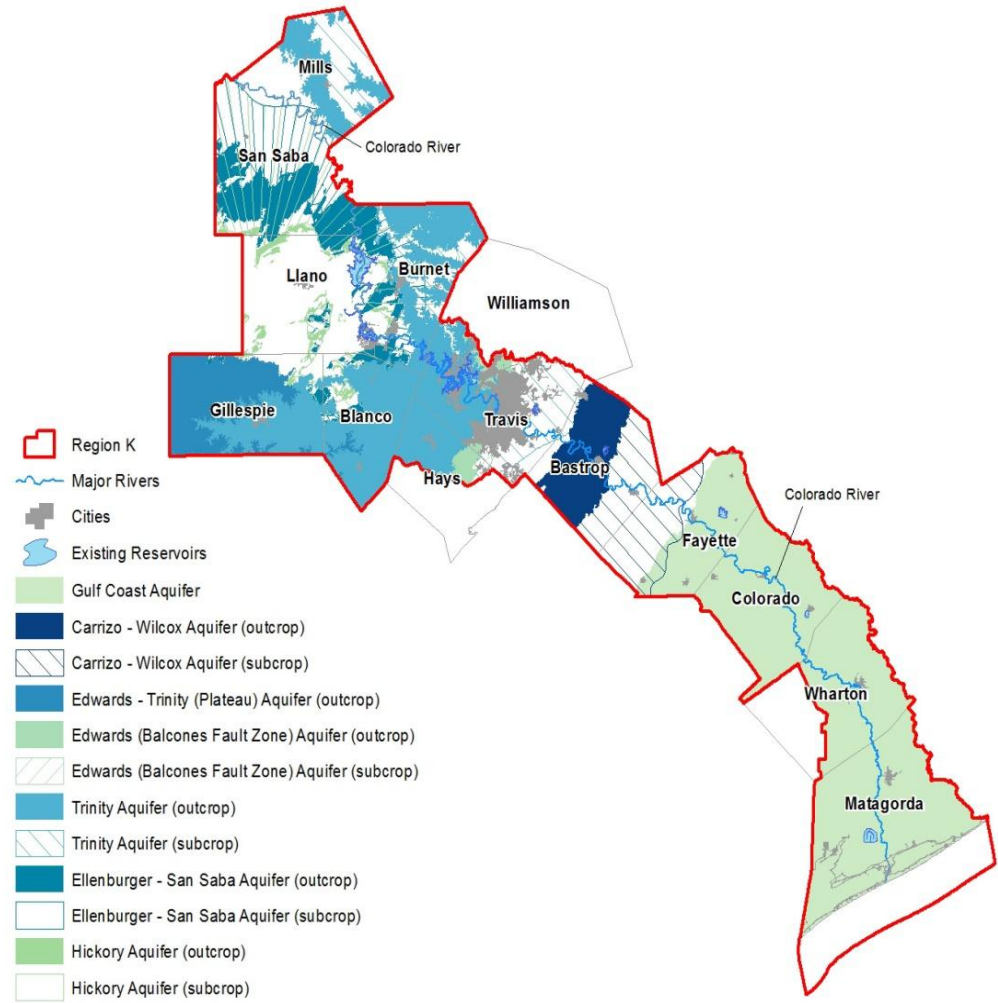 Mills
Colorado River
San Saba
Llano
Burnet
Williamson
Gillespie
Blanco
Travis
Hays
Bastrop
Colorado River
Fayette
Colorado
Wharton
Matagorda
Region K
Major Rivers
Cities
Existing Reservoirs
Gulf Coast Aquifer
Carrizo - Wilcox Aquifer (outcrop)
Carrizo - Wilcox Aquifer (subcrop)
Edwards - Trinity (Plateau) Aquifer (outcrop)
Edwards (Balcones Fault Zone) Aquifer (outcrop)
Edwards (Balcones Fault Zone) Aquifer (subcrop)
Trinity Aquifer (outcrop)
Trinity Aquifer (subcrop)
Ellenburger - San Saba Aquifer (outcrop)
Ellenburger - San Saba Aquifer (subcrop)
Hickory Aquifer (outcrop)
Hickory Aquifer (subcrop)